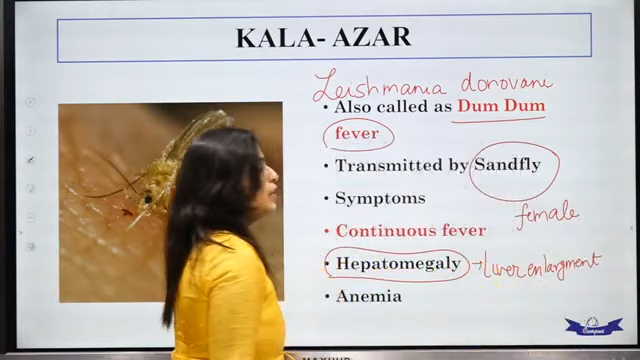 KALA- AZAR
Leishmania donovani
• Also called as Dum Dum
fever
• Transmitted by Sandfly
female
• Symptoms
• Continuous fever
• Hepatomegaly → Liver enlargment
• Anemia
Campus